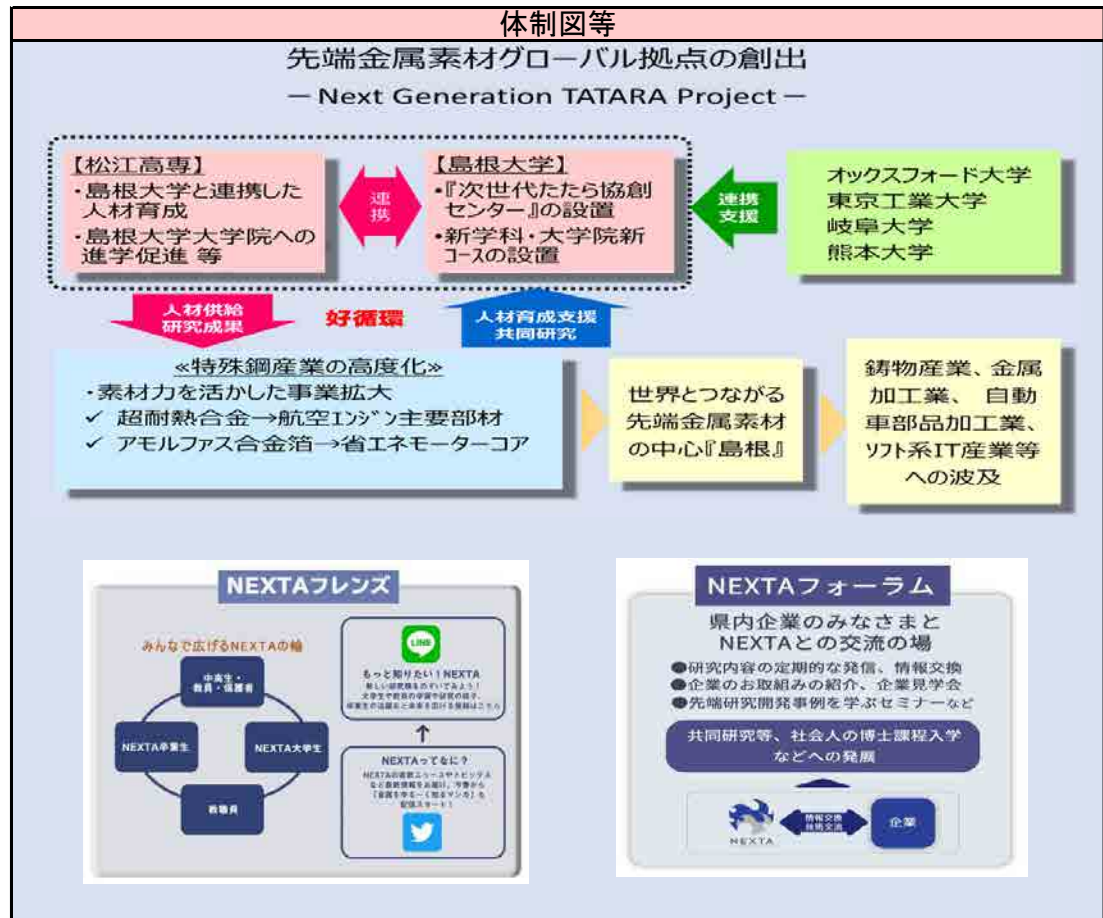 体制図等
先端金属素材グローバル拠点の創出
－Next Generation TATARA Project－
【松江高専】
・島根大学と連携した
人材育成
・島根大学大学院への
進学促進 等
連
携
【島根大学】
・『次世代たたら協創
センター』の設置
・新学科・大学院新
ｺｰｽの設置
連携
支援
オックスフォード大学
東京工業大学
岐阜大学
熊本大学
人材供給
研究成果
好循環
人材育成支援
共同研究
≪特殊鋼産業の高度化≫
・素材力を活かした事業拡大
✓ 超耐熱合金→航空ｴﾝｼﾞﾝ主要部材
✓ アモルファス合金箔→省エネモーターコア
世界とつながる
先端金属素材
の中心『島根』
鋳物産業、金属
加工業、 自動
車部品加工業、
ｿﾌﾄ系IT産業等
への波及
NEXTAフレンズ
みんなで広げるNEXTAの輪
中高生・
教員・保護者
NEXTA卒業生
NEXTA大学生
教職員
LINE
もっと知りたい！NEXTA
↑
NEXTAってなに？
NEXTAフォーラム
県内企業のみなさまと
NEXTAとの交流の場
●研究内容の定期的な発信、情報交換
●企業のお取組みの紹介、企業見学会
●先端研究開発事例を学ぶセミナーなど
共同研究等、社会人の博士課程入学
などへの発展
NEXTA
情報交換
技術交流
企業